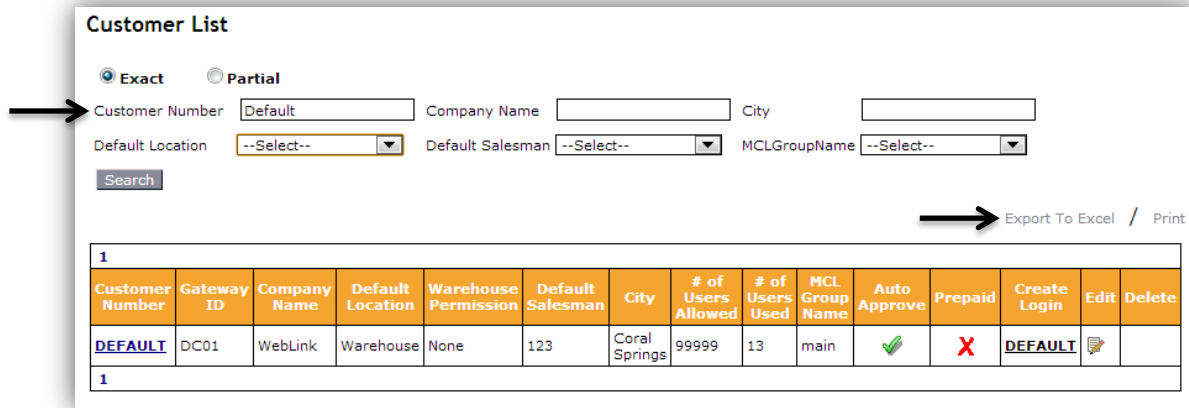 Customer List
Exact Partial
Customer Number Default Company Name City
Default Location --Select-- Default Salesman --Select-- MCLGroupName --Select--
Search
Export To Excel / Print
1
Customer Number Gateway ID Company Name Default Location Warehouse Permission Default Salesman City # of Users Allowed # of Users Used MCL Group Name Auto Approve Prepaid Create Login Edit Delete
DEFAULT DC01 WebLink Warehouse None 123 Coral Springs 99999 13 main DEFAULT
1